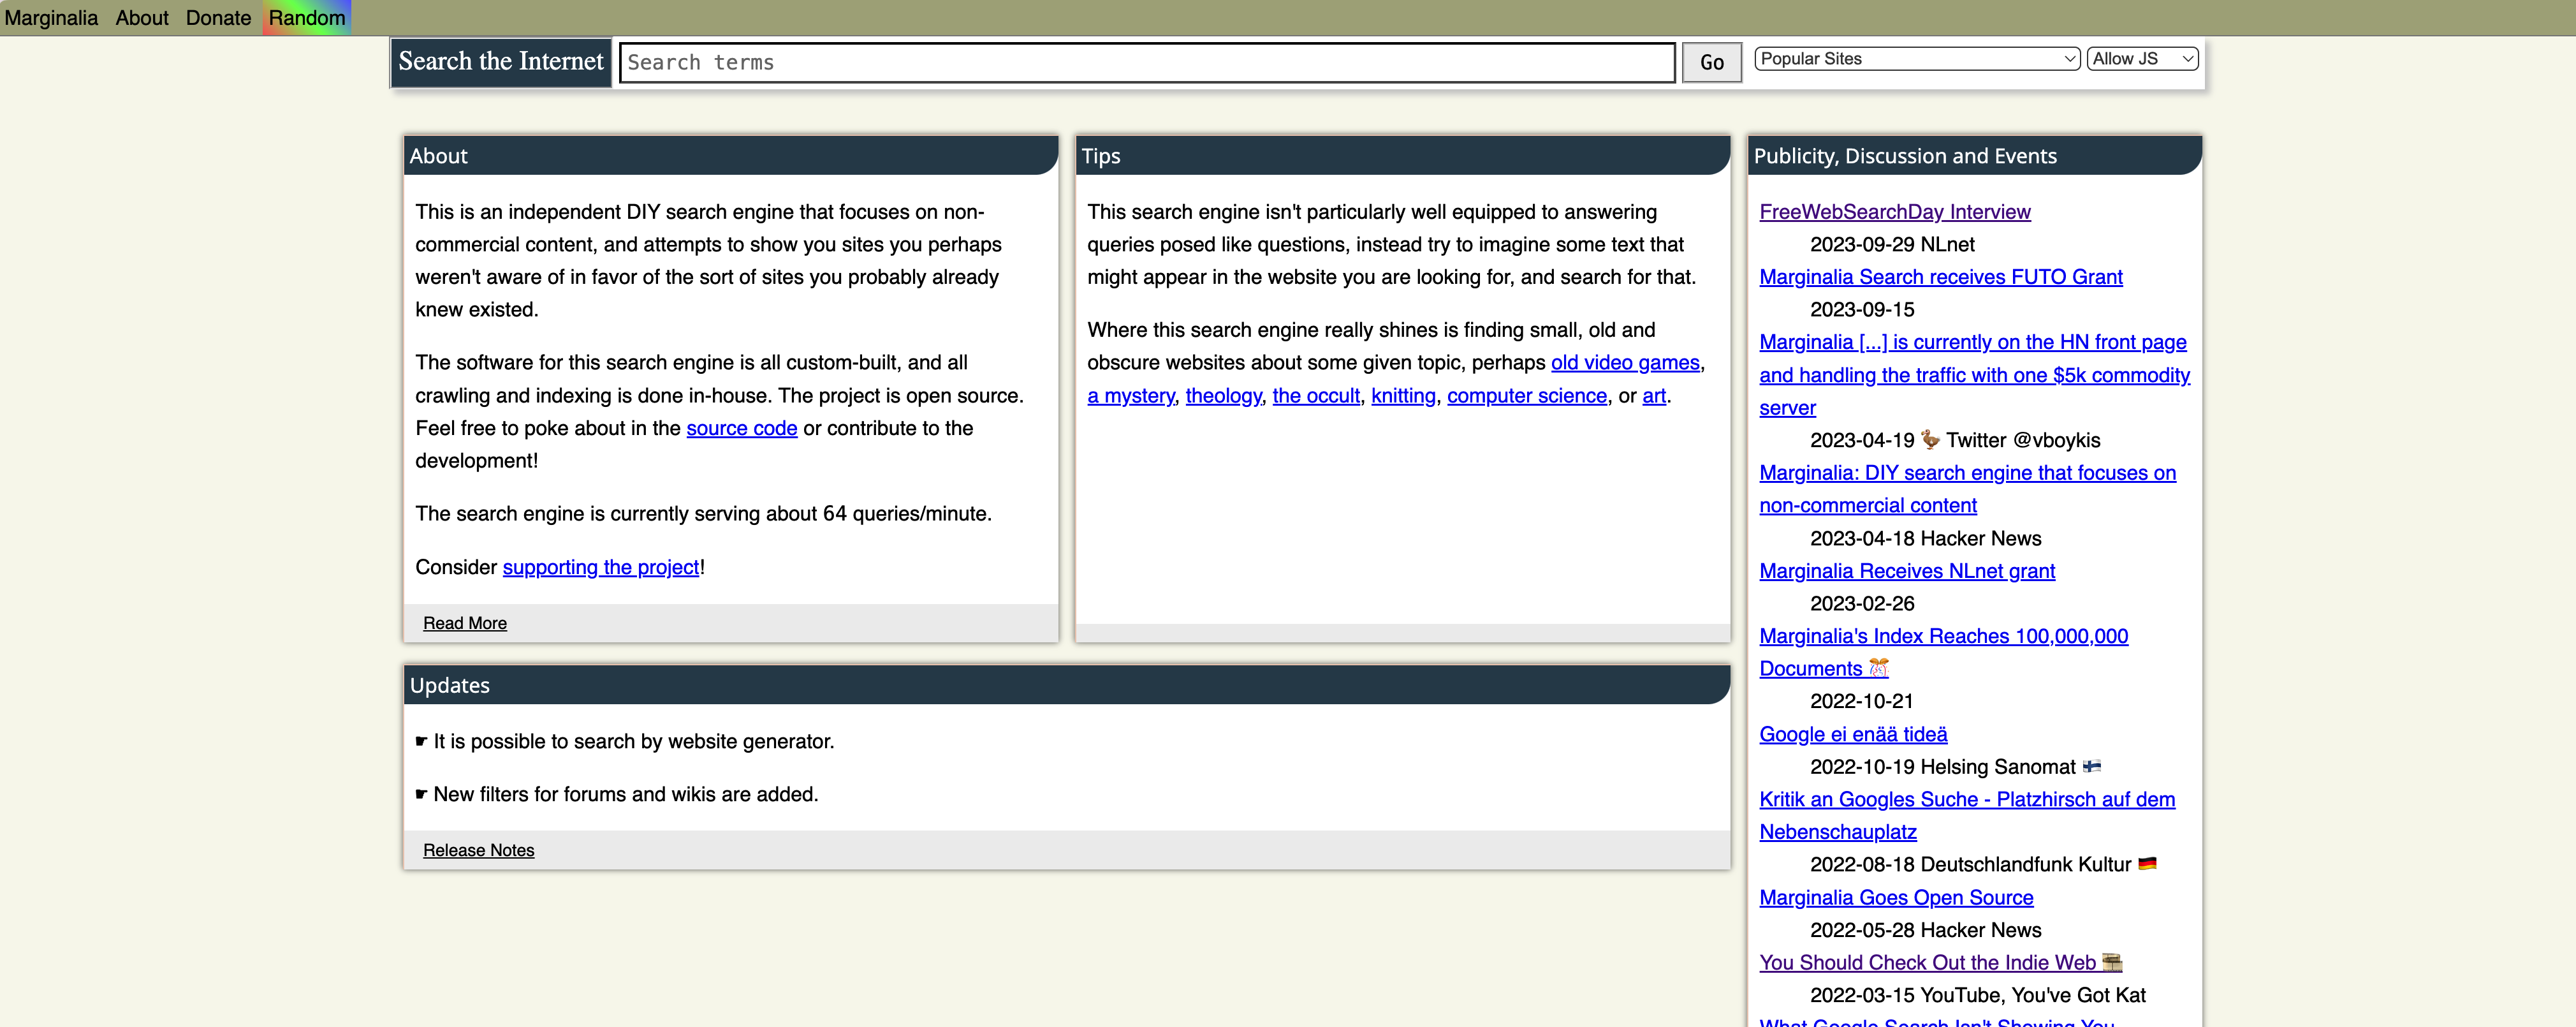 Marginalia About Donate Random
Search the Internet
Search terms
Go
Popular Sites
Allow JS
About
This is an independent DIY search engine that focuses on non-
commercial content, and attempts to show you sites you perhaps
weren't aware of in favor of the sort of sites you probably already
knew existed.
The software for this search engine is all custom-built, and all
crawling and indexing is done in-house. The project is open source.
Feel free to poke about in the source code or contribute to the
development!
The search engine is currently serving about 64 queries/minute.
Consider supporting the project!
Read More
Tips
This search engine isn't particularly well equipped to answering
queries posed like questions, instead try to imagine some text that
might appear in the website you are looking for, and search for that.
Where this search engine really shines is finding small, old and
obscure websites about some given topic, perhaps old video games,
a mystery, theology, the occult, knitting, computer science, or art.
Updates
☛ It is possible to search by website generator.
☛ New filters for forums and wikis are added.
Release Notes
Publicity, Discussion and Events
FreeWebSearchDay Interview
2023-09-29 NLnet
Marginalia Search receives FUTO Grant
2023-09-15
Marginalia [...] is currently on the HN front page
and handling the traffic with one $5k commodity
server
2023-04-19 🦤 Twitter @vboykis
Marginalia: DIY search engine that focuses on
non-commercial content
2023-04-18 Hacker News
Marginalia Receives NLnet grant
2023-02-26
Marginalia's Index Reaches 100,000,000
Documents 🎊
2022-10-21
Google ei enää tideä
2022-10-19 Helsing Sanomat 🇫🇮
Kritik an Googles Suche - Platzhirsch auf dem
Nebenschauplatz
2022-08-18 Deutschlandfunk Kultur 🇩🇪
Marginalia Goes Open Source
2022-05-28 Hacker News
You Should Check Out the Indie Web
2022-03-15 YouTube, You've Got Kat
What Google Search Isn't Showing You